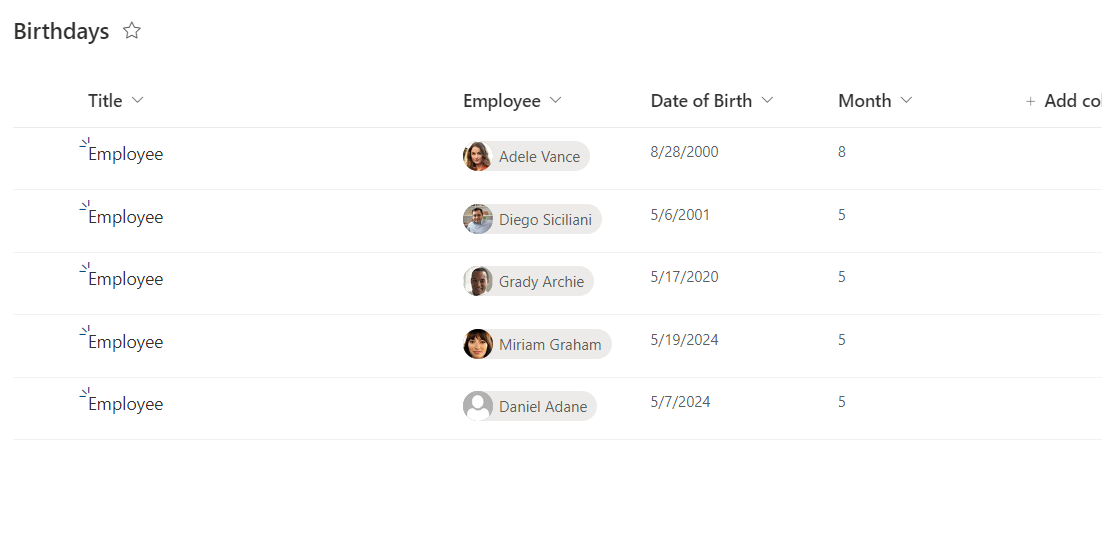 Birthdays
Title Employee Date of Birth Month + Add col
Employee Adele Vance 8/28/2000 8
Employee Diego Siciliani 5/6/2001 5
Employee Grady Archie 5/17/2020 5
Employee Miriam Graham 5/19/2024 5
Employee Daniel Adane 5/7/2024 5